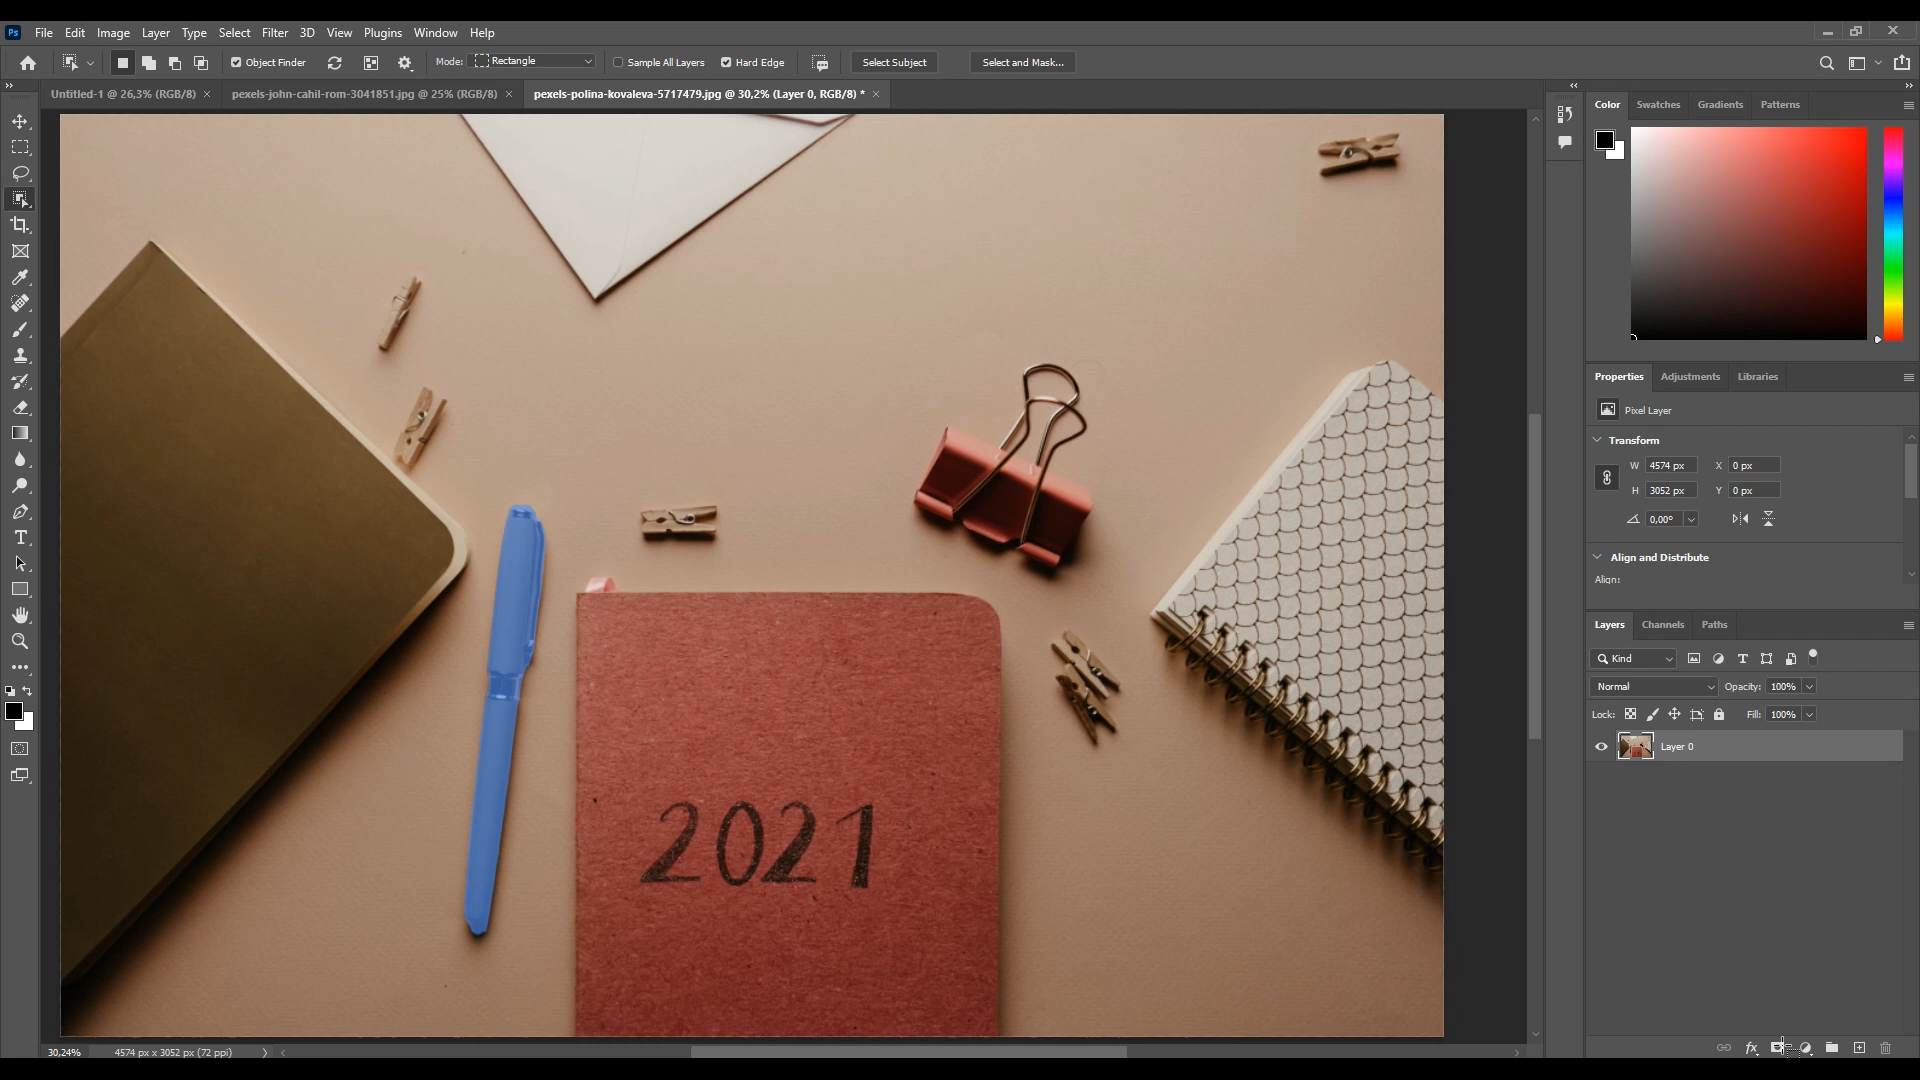 Ps File Edit Image Layer Type Select Filter 3D View Plugins Window Help
Object Finder Mode: Rectangle Sample All Layers Hard Edge Select Subject Select and Mask...
Untitled-1 @ 26,3% (RGB/8) × pexels-john-cahil-rom-3041851.jpg @ 25% (RGB/8) × pexels-polina-kovaleva-5717479.jpg @ 30,2% (Layer 0, RGB/8) * ×
Color Swatches Gradients Patterns
Properties Adjustments Libraries
Pixel Layer
Transform
W 4574 px X 0 px
H 3052 px Y 0 px
0,00°
Align and Distribute
Align:
Layers Channels Paths
Kind
Normal Opacity: 100%
Lock: Fill: 100%
Layer 0
2021
fx
30,24% 4574 px x 3052 px (72 ppi)